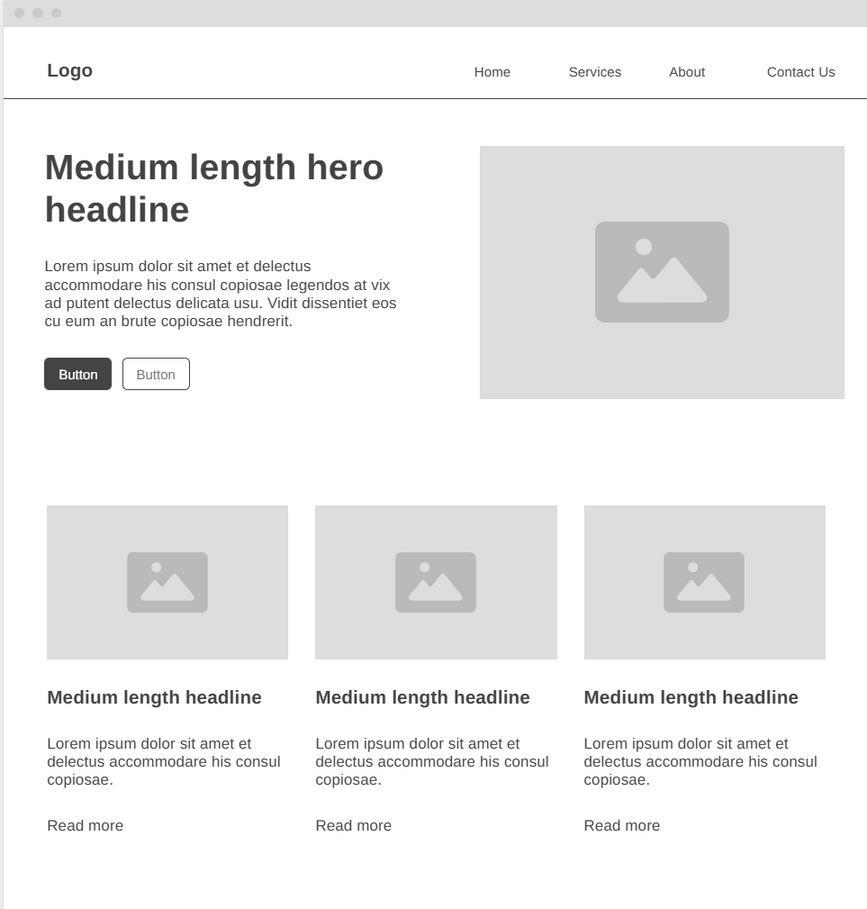 Logo
Home Services About Contact Us
Medium length hero
headline
Lorem ipsum dolor sit amet et delectus
accommodare his consul copiosae legendos at vix
ad putent delectus delicata usu. Vidit dissentiet eos
cu eum an brute copiosae hendrerit.
Button Button
Medium length headline
Lorem ipsum dolor sit amet et
delectus accommodare his consul
copiosae.
Read more
Medium length headline
Lorem ipsum dolor sit amet et
delectus accommodare his consul
copiosae.
Read more
Medium length headline
Lorem ipsum dolor sit amet et
delectus accommodare his consul
copiosae.
Read more